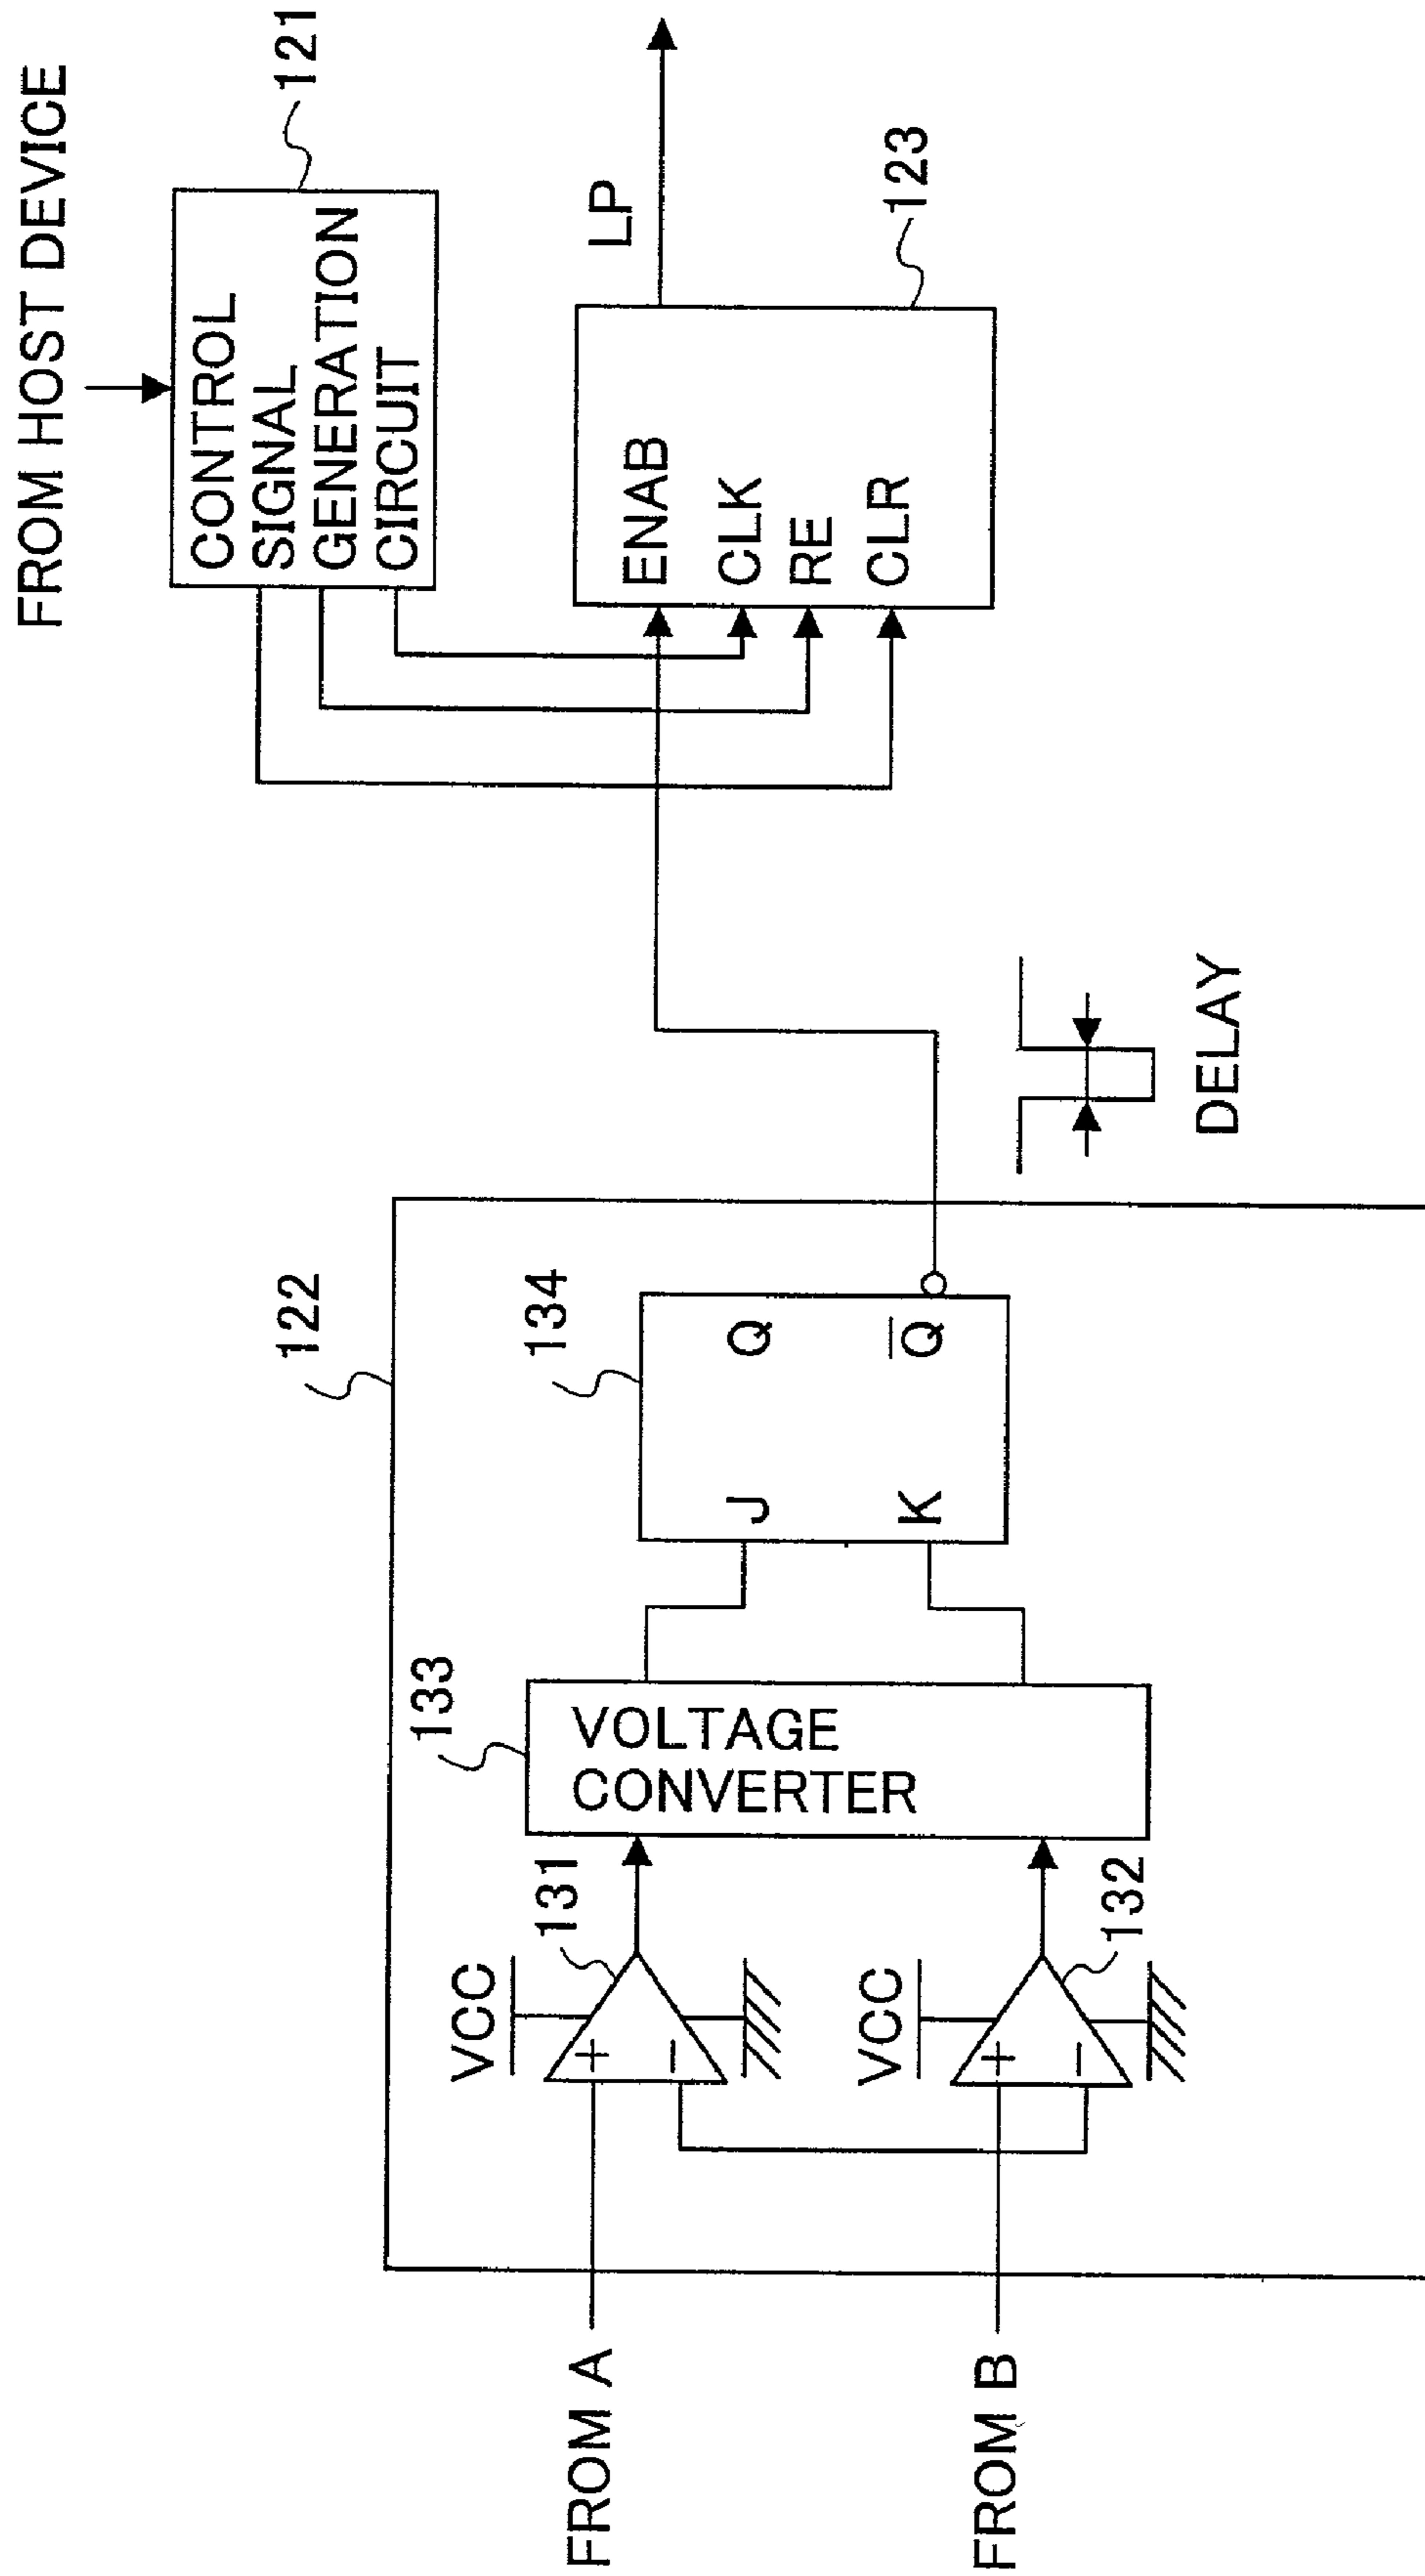 FROM HOST DEVICE
CONTROL
SIGNAL
GENERATION
CIRCUIT
121
LP
ENAB
CLK
RE
CLR
123
122
134
J
Q
K
Q̅
DELAY
133
VOLTAGE
CONVERTER
VCC
131
+
−
VCC
132
+
−
FROM A
FROM B